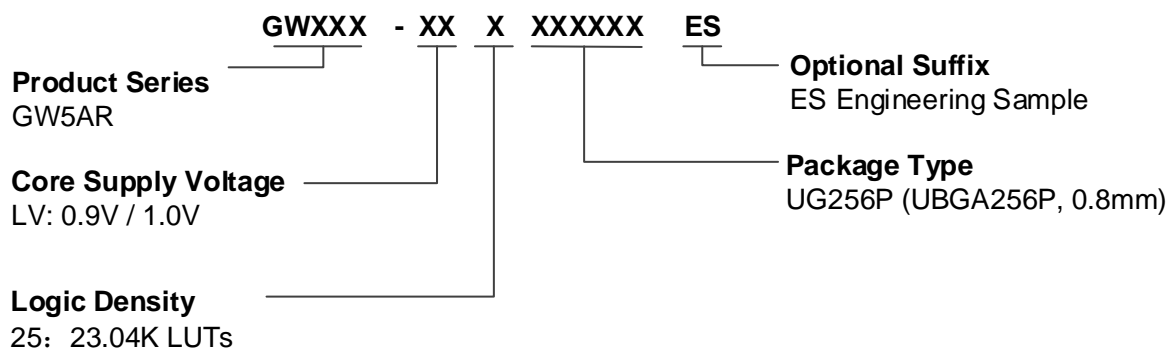 GWXXX - XX X XXXXXX ES
Product Series
GW5AR
Optional Suffix
ES Engineering Sample
Core Supply Voltage
LV: 0.9V / 1.0V
Package Type
UG256P (UBGA256P, 0.8mm)
Logic Density
25：23.04K LUTs